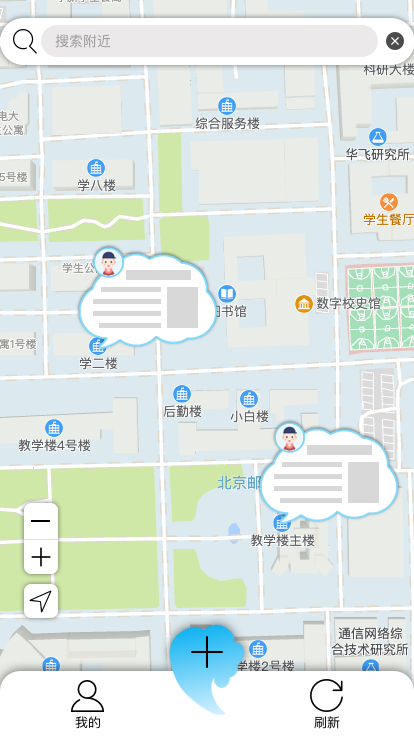 搜索附近
科研大楼
电大
公寓
综合服务楼
华飞研究所
5号楼
学八楼
学生餐厅
学生公
图书馆
数字校史馆
寓1号楼
学二楼
后勤楼
小白楼
教学楼4号楼
北京邮
教学楼主楼
通信网络综
合技术研究所
学楼2号楼
我的
刷新